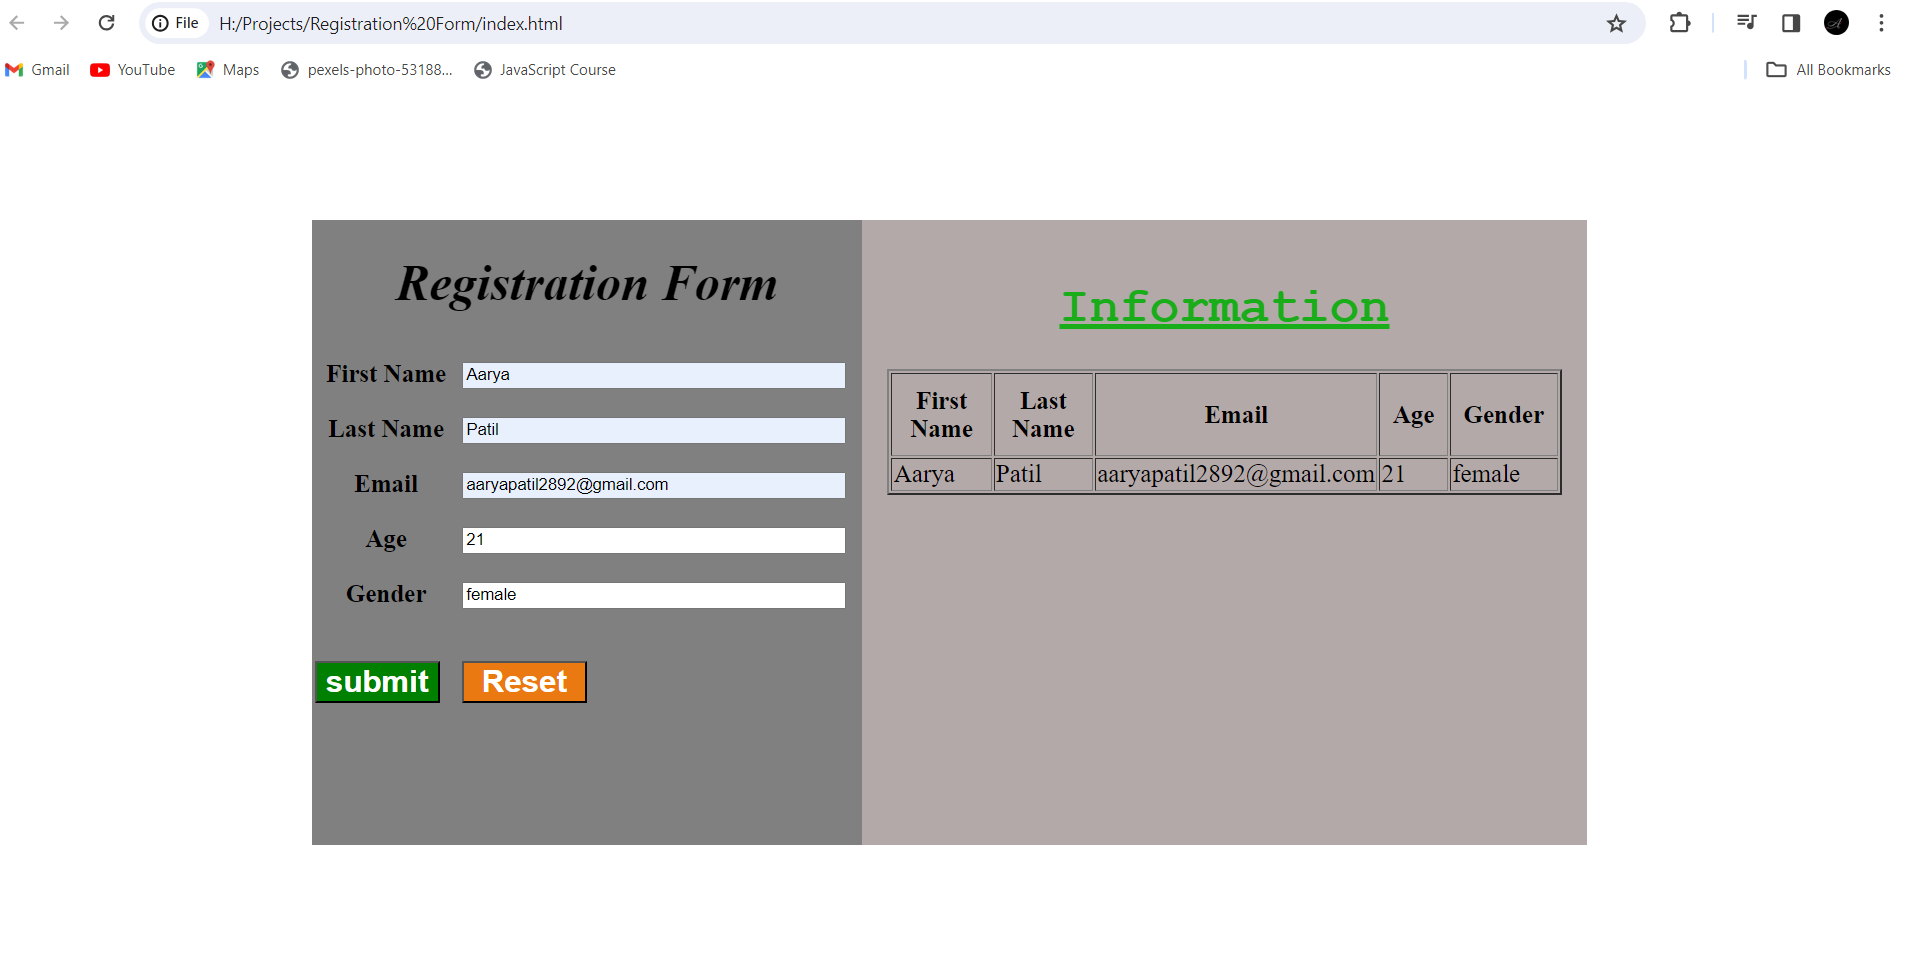 File H:/Projects/Registration%20Form/index.html
Gmail YouTube Maps pexels-photo-53188... JavaScript Course All Bookmarks
Registration Form
First Name Aarya
Last Name Patil
Email aaryapatil2892@gmail.com
Age 21
Gender female
submit Reset
Information
First Name Last Name Email Age Gender
Aarya Patil aaryapatil2892@gmail.com 21 female